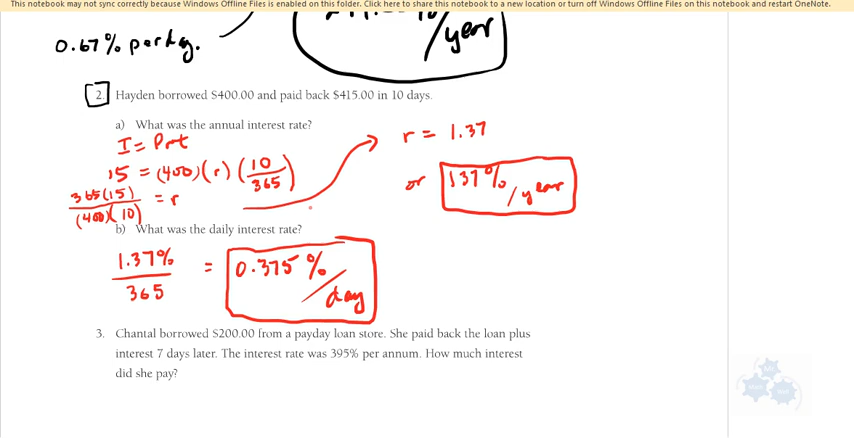 This notebook may not sync correctly because Windows Offline Files is enabled on this folder. Click here to share this notebook to a new location or turn off Windows Offline Files on this notebook and restart OneNote.
/year
0.67% per day.
2. Hayden borrowed $400.00 and paid back $415.00 in 10 days.
a) What was the annual interest rate?
I = Prt
15 = (400)(r)(10/365)
365(15)/(400)(10) = r
r = 1.37
or 137%/year
b) What was the daily interest rate?
1.37%/365 = 0.375%/day
3. Chantal borrowed $200.00 from a payday loan store. She paid back the loan plus
interest 7 days later. The interest rate was 395% per annum. How much interest
did she pay?